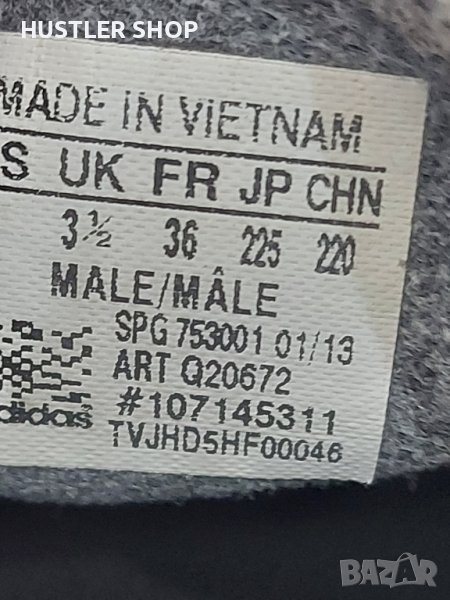 HUSTLER SHOP
MADE IN VIETNAM
S UK FR JP CHN
3½ 36 225 220
MALE/MÂLE
SPG 753001 01/13
ART Q20672
#107145311
adidas
TVJHD5HF00046
BAZAR